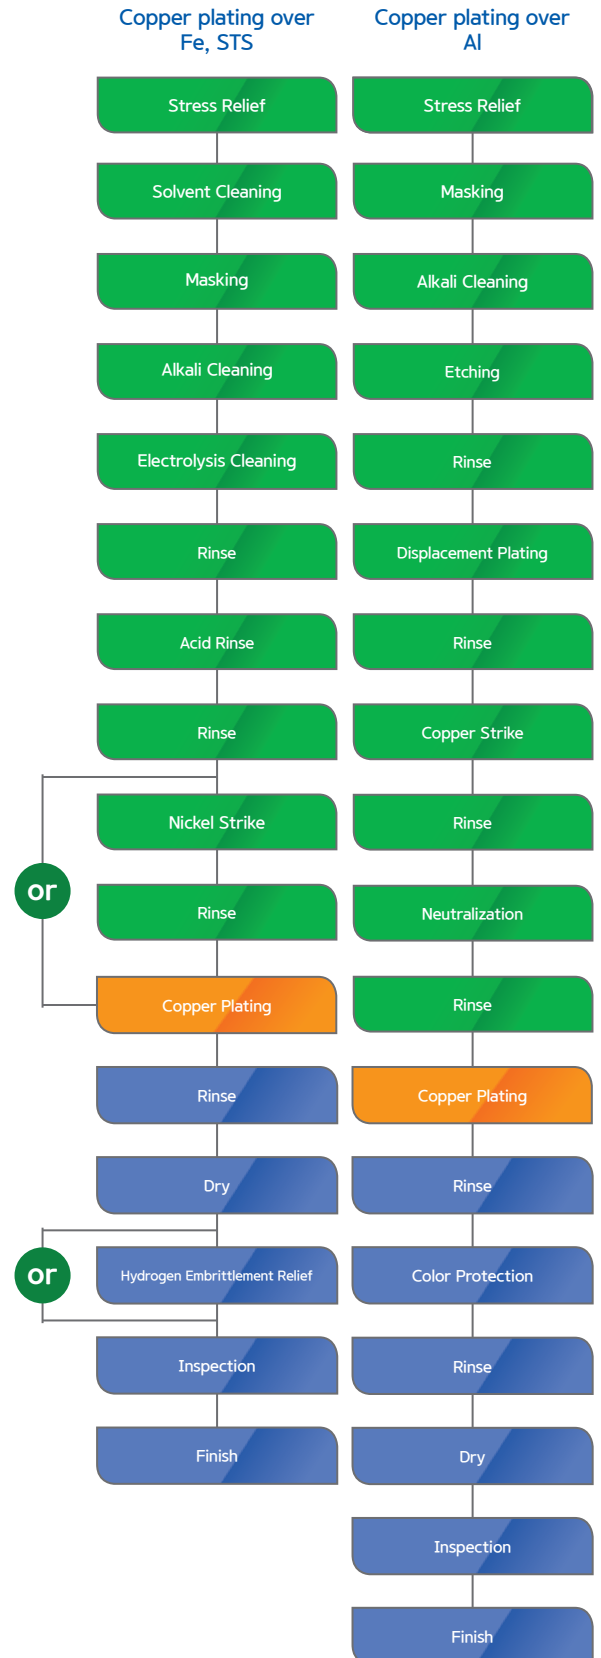 Copper plating over
Fe, STS
Stress Relief
Solvent Cleaning
Masking
Alkali Cleaning
Electrolysis Cleaning
Rinse
Acid Rinse
Rinse
Nickel Strike
or
Rinse
Copper Plating
Rinse
Dry
or
Hydrogen Embrittlement Relief
Inspection
Finish
Copper plating over
Al
Stress Relief
Masking
Alkali Cleaning
Etching
Rinse
Displacement Plating
Rinse
Copper Strike
Rinse
Neutralization
Rinse
Copper Plating
Rinse
Color Protection
Rinse
Dry
Inspection
Finish